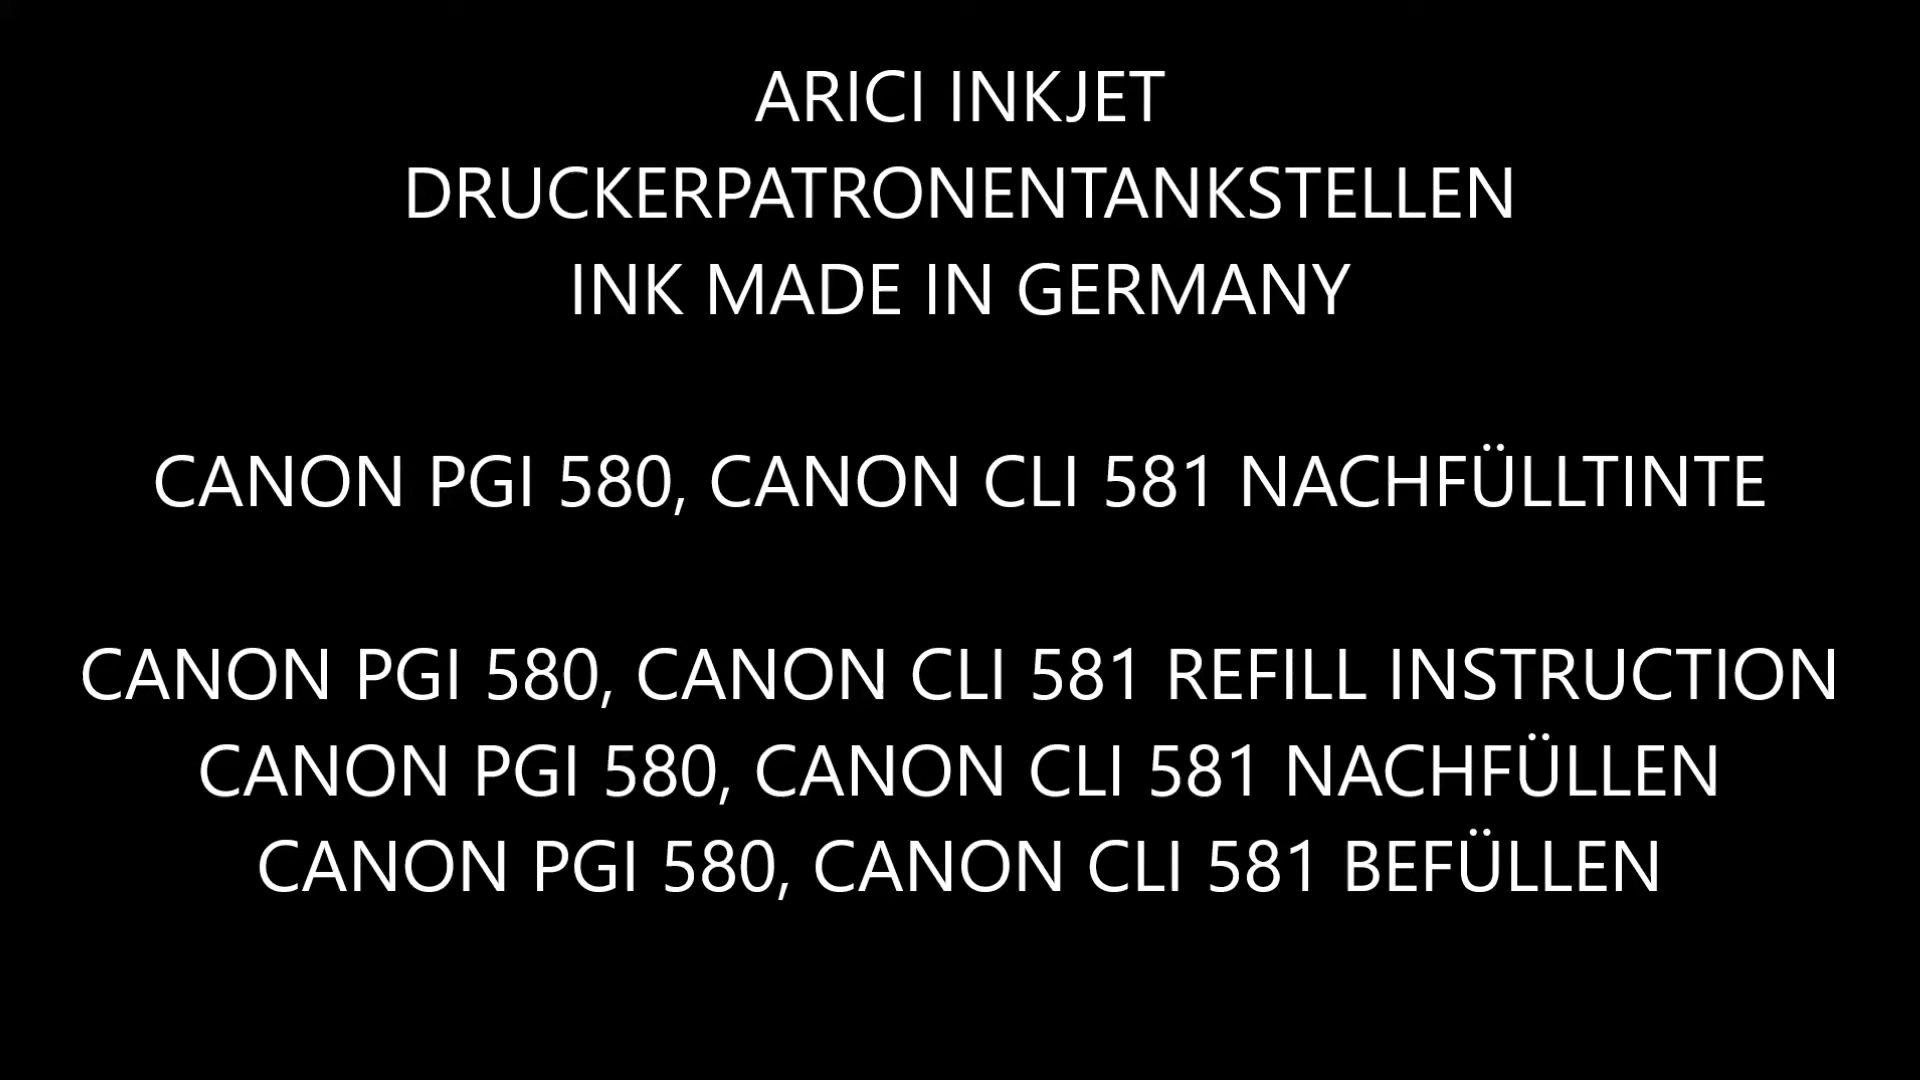 ARICI INKJET
DRUCKERPATRONENTANKSTELLEN
INK MADE IN GERMANY
CANON PGI 580, CANON CLI 581 NACHFÜLLTINTE
CANON PGI 580, CANON CLI 581 REFILL INSTRUCTION
CANON PGI 580, CANON CLI 581 NACHFÜLLEN
CANON PGI 580, CANON CLI 581 BEFÜLLEN